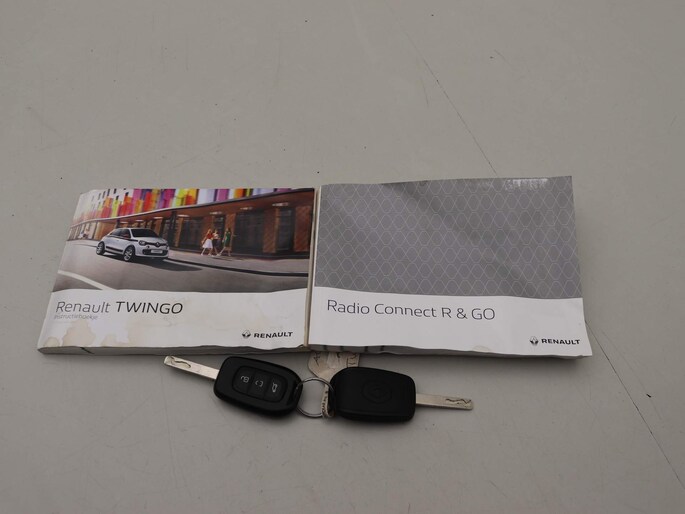 Renault TWINGO
RENAULT
Radio Connect R & GO
RENAULT